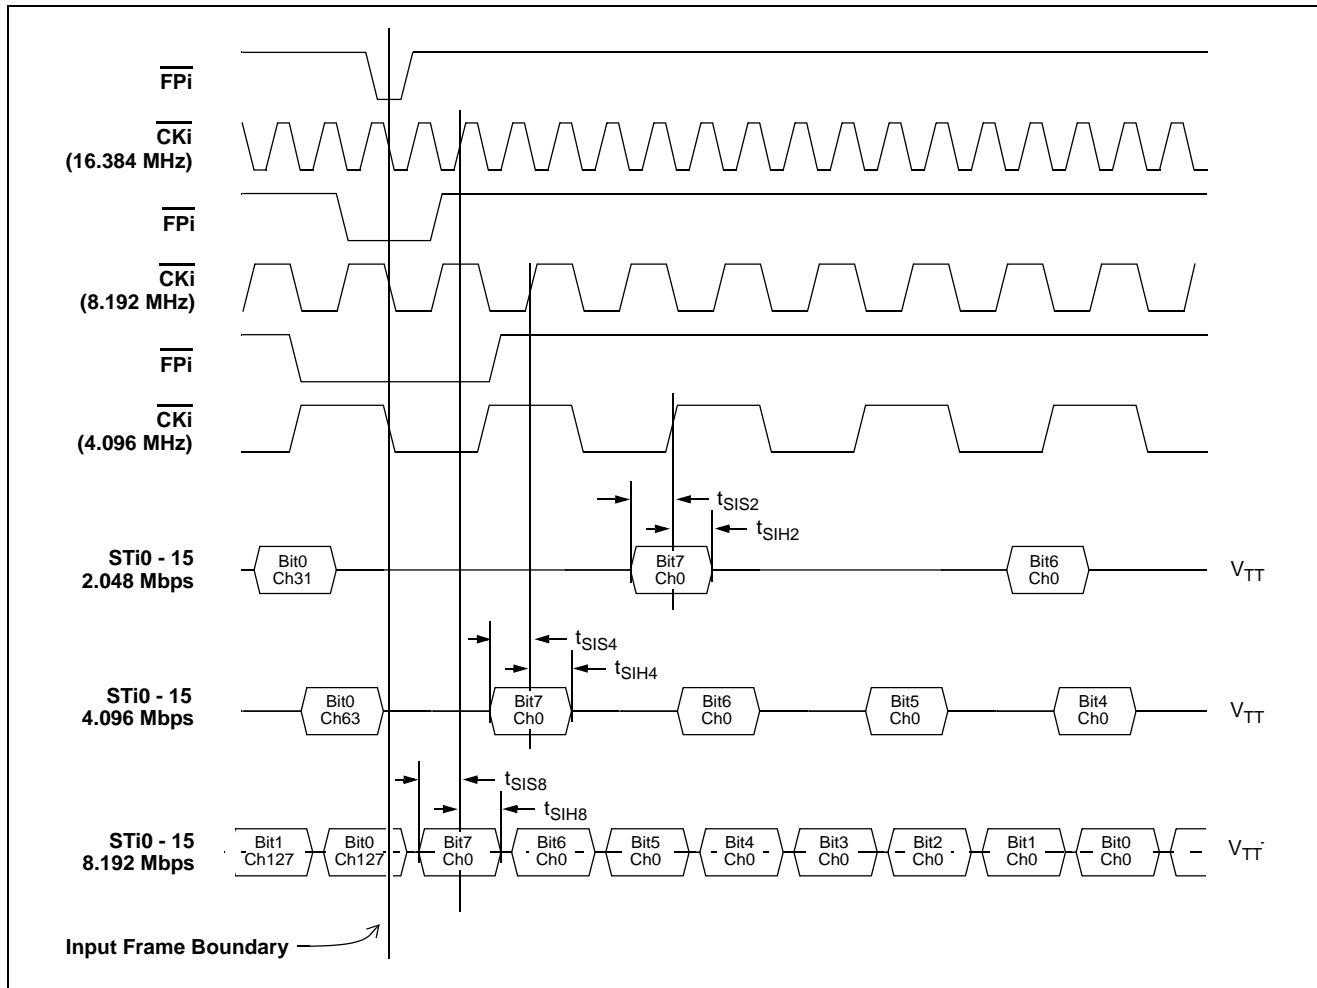 FPi
CKi
(16.384 MHz)
FPi
CKi
(8.192 MHz)
FPi
CKi
(4.096 MHz)
tSIS2
tSIH2
STi0 - 15
2.048 Mbps
Bit0
Ch31
Bit7
Ch0
Bit6
Ch0
VTT
tSIS4
tSIH4
STi0 - 15
4.096 Mbps
Bit0
Ch63
Bit7
Ch0
Bit6
Ch0
Bit5
Ch0
Bit4
Ch0
VTT
tSIS8
tSIH8
STi0 - 15
8.192 Mbps
Bit1
Ch127
Bit0
Ch127
Bit7
Ch0
Bit6
Ch0
Bit5
Ch0
Bit4
Ch0
Bit3
Ch0
Bit2
Ch0
Bit1
Ch0
Bit0
Ch0
VTT
Input Frame Boundary